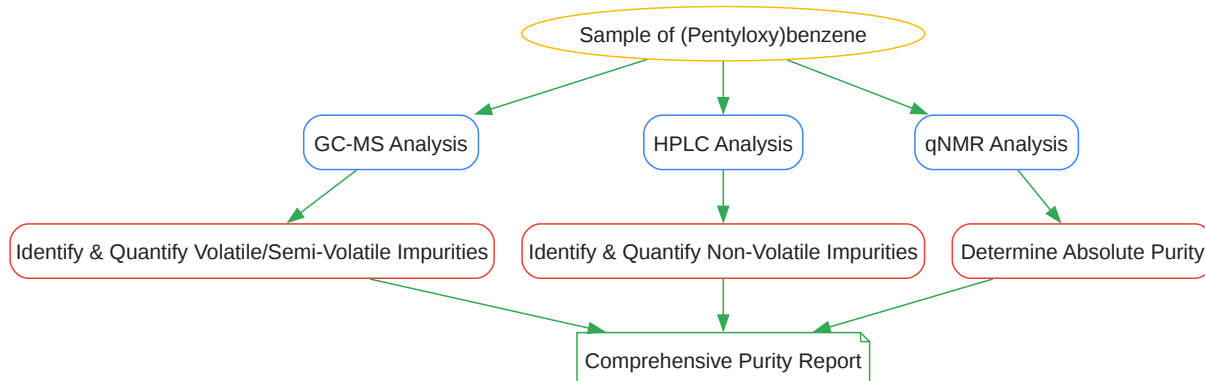 Sample of (Pentyloxy)benzene
GC-MS Analysis
HPLC Analysis
qNMR Analysis
Identify & Quantify Volatile/Semi-Volatile Impurities
Identify & Quantify Non-Volatile Impurities
Determine Absolute Purity
Comprehensive Purity Report